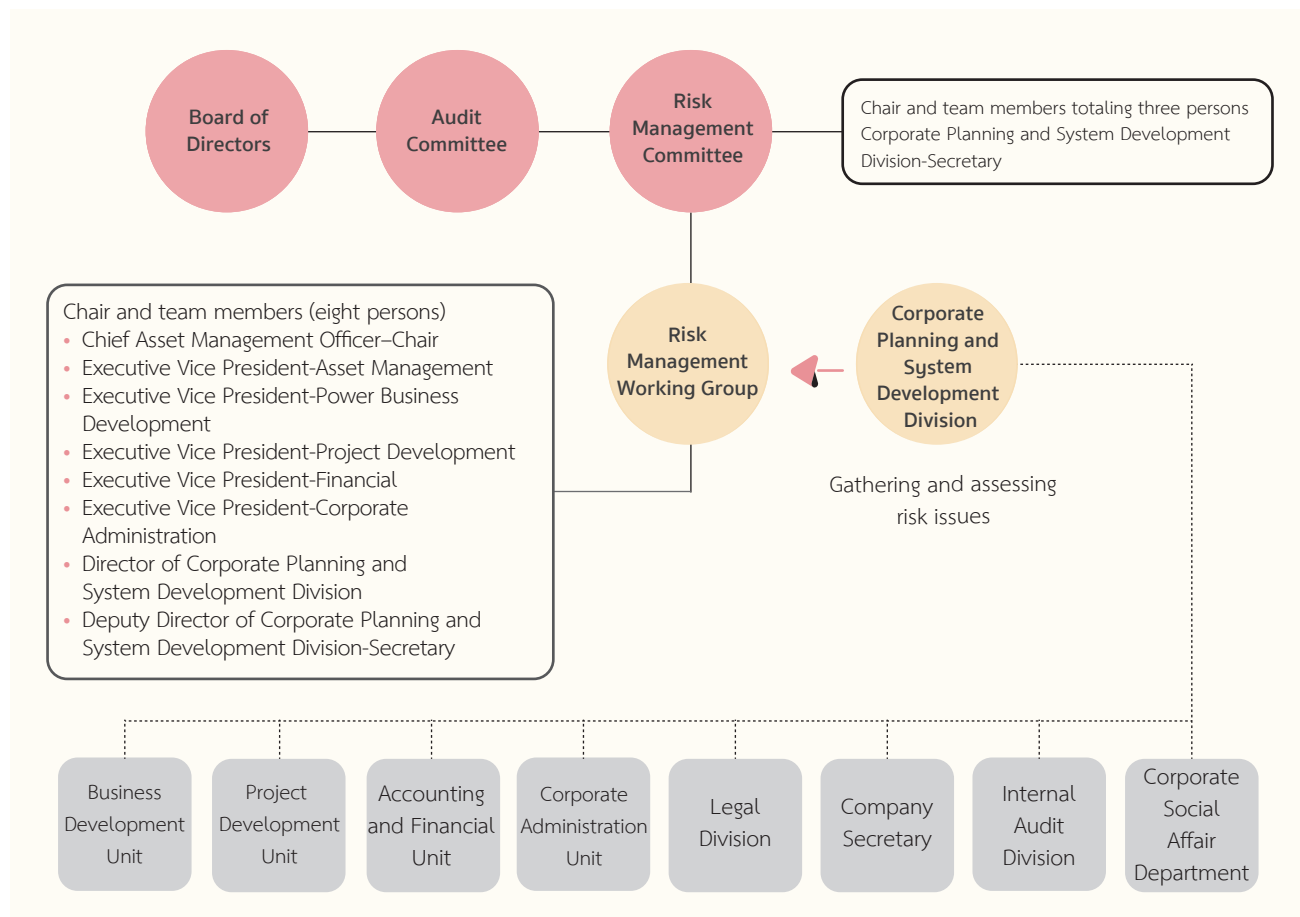 Board of
Directors
Audit
Committee
Risk
Management
Committee
Chair and team members totaling three persons
Corporate Planning and System Development
Division-Secretary
Chair and team members (eight persons)
• Chief Asset Management Officer–Chair
• Executive Vice President-Asset Management
• Executive Vice President-Power Business
Development
• Executive Vice President-Project Development
• Executive Vice President-Financial
• Executive Vice President-Corporate
Administration
• Director of Corporate Planning and
System Development Division
• Deputy Director of Corporate Planning and
System Development Division-Secretary
Risk
Management
Working Group
Corporate
Planning and
System
Development
Division
Gathering and assessing
risk issues
Business
Development
Unit
Project
Development
Unit
Accounting
and Financial
Unit
Corporate
Administration
Unit
Legal
Division
Company
Secretary
Internal
Audit
Division
Corporate
Social
Affair
Department